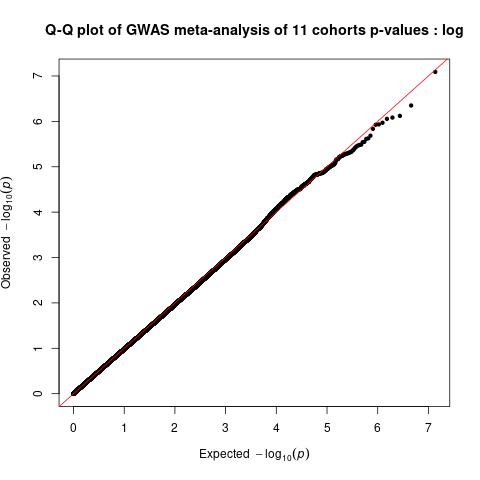 Q-Q plot of GWAS meta-analysis of 11 cohorts p-values : log
Observed −log10(p)
7
6
5
4
3
2
1
0
0 1 2 3 4 5 6 7
Expected −log10(p)